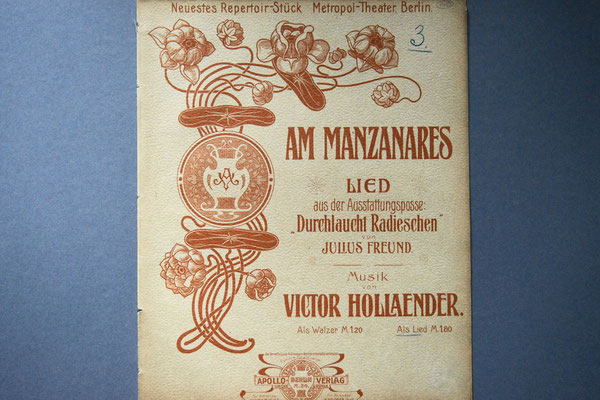 Neuestes Repertoir-Stück Metropol-Theater, Berlin.
3.
AM MANZANARES
LIED
aus der Ausstattungsposse:
„Durchlaucht Radieschen"
von
JULIUS FREUND.
Musik
von
VICTOR HOLLAENDER.
Als Walzer M.1.20 Als Lied M.1.80
APOLLO- BERLIN VERLAG